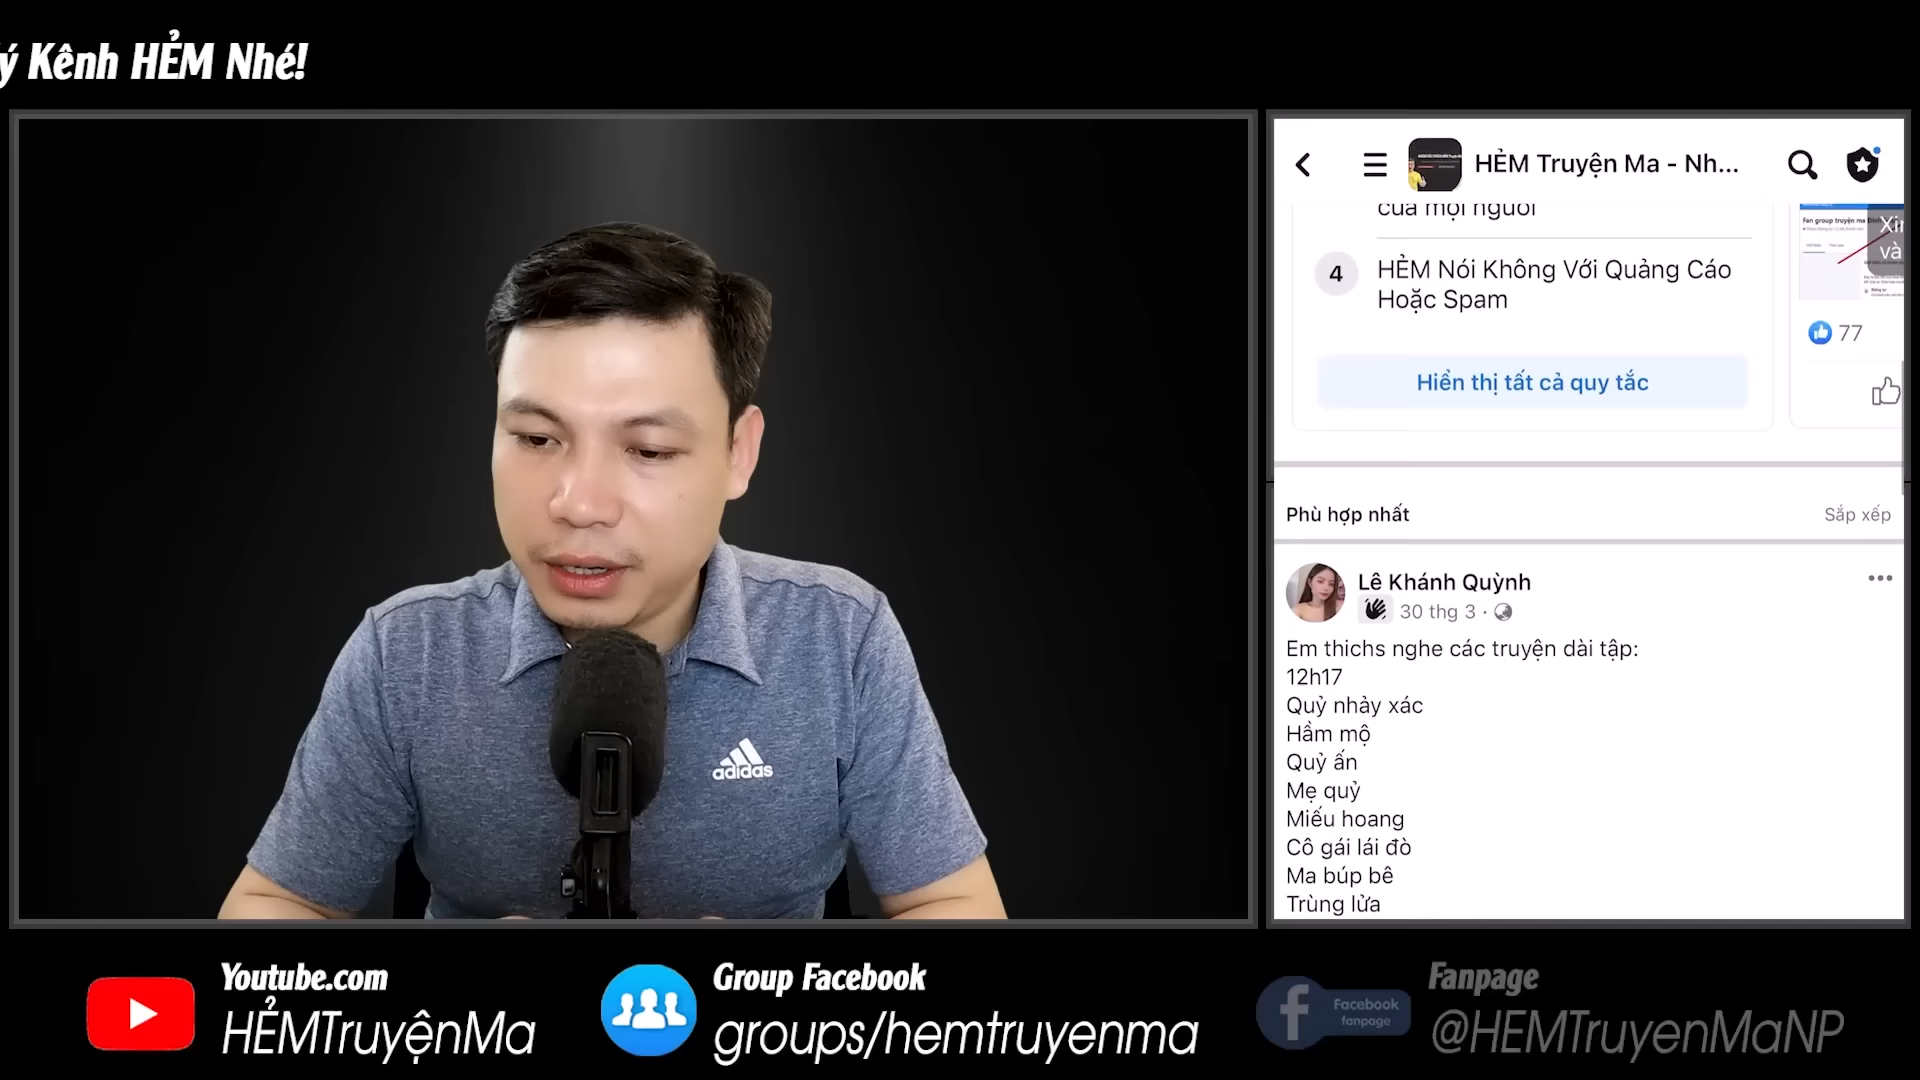 ý Kênh HẺM Nhé!
HẺM Truyện Ma - Nh...
của mọi người
4
HẺM Nói Không Với Quảng Cáo
Hoặc Spam
Hiển thị tất cả quy tắc
Xin
và
77
Phù hợp nhất
Sắp xếp
Lê Khánh Quỳnh
30 thg 3 ·
Em thichs nghe các truyện dài tập:
12h17
Quỷ nhảy xác
Hầm mộ
Quỷ ấn
Mẹ quỷ
Miếu hoang
Cô gái lái đò
Ma búp bê
Trùng lửa
adidas
Youtube.com
HẺMTruyệnMa
Group Facebook
groups/hemtruyenma
Facebook
fanpage
Fanpage
@HEMTruyenMaNP